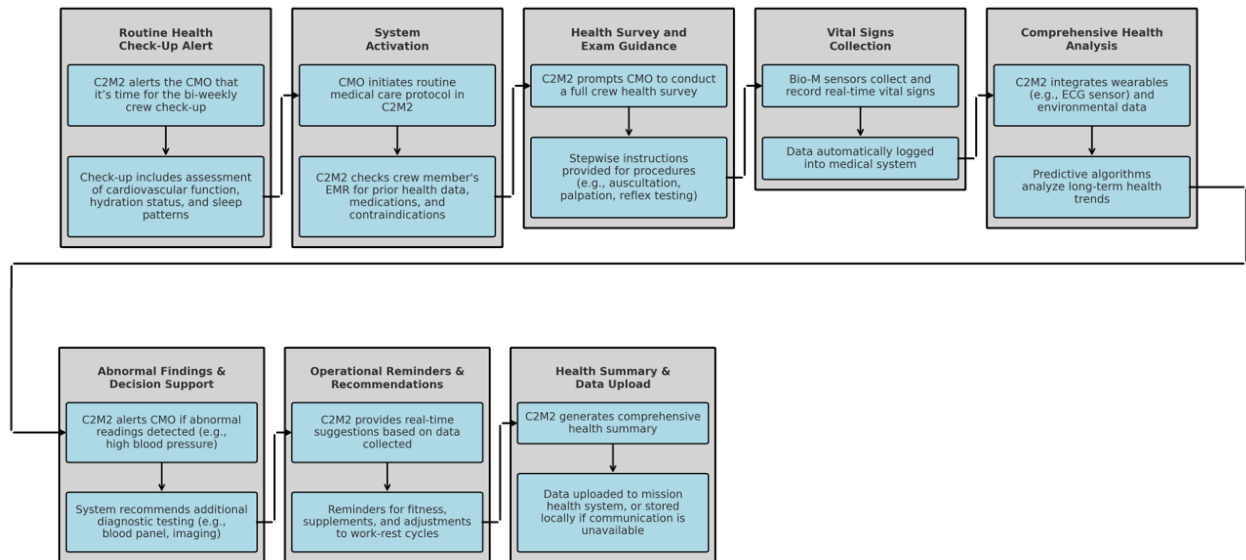 Routine Health
Check-Up Alert
C2M2 alerts the CMO that
it's time for the bi-weekly
crew check-up
Check-up includes assessment
of cardiovascular function,
hydration status,
and sleep patterns
System
Activation
CMO initiates routine
medical care protocol in
C2M2
C2M2 checks crew member's
EMR for prior health data,
medications, and
contraindications
Health Survey and
Exam Guidance
C2M2 prompts CMO to conduct
a full crew health survey
Stepwise instructions
provided for procedures
(e.g., auscultation,
palpation, reflex testing)
Vital Signs
Collection
Bio-M sensors collect and
record real-time vital signs
Data automatically logged
into medical system
Comprehensive Health
Analysis
C2M2 integrates wearables
(e.g., ECG sensor) and
environmental data
Predictive algorithms
analyze long-term health
trends
Abnormal Findings &
Decision Support
C2M2 alerts CMO if abnormal
readings detected (e.g.,
high blood pressure)
System recommends additional
diagnostic testing (e.g.,
blood panel, imaging)
Operational Reminders &
Recommendations
C2M2 provides real-time
suggestions based on data
collected
Reminders for fitness,
supplements, and adjustments
to work-rest cycles
Health Summary &
Data Upload
C2M2 generates comprehensive
health summary
Data uploaded to mission
health system, or stored
locally if communication is
unavailable